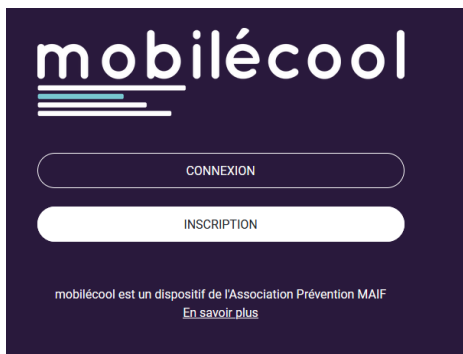 mobilécool
CONNEXION
INSCRIPTION
mobilécool est un dispositif de l'Association Prévention MAIF
En savoir plus